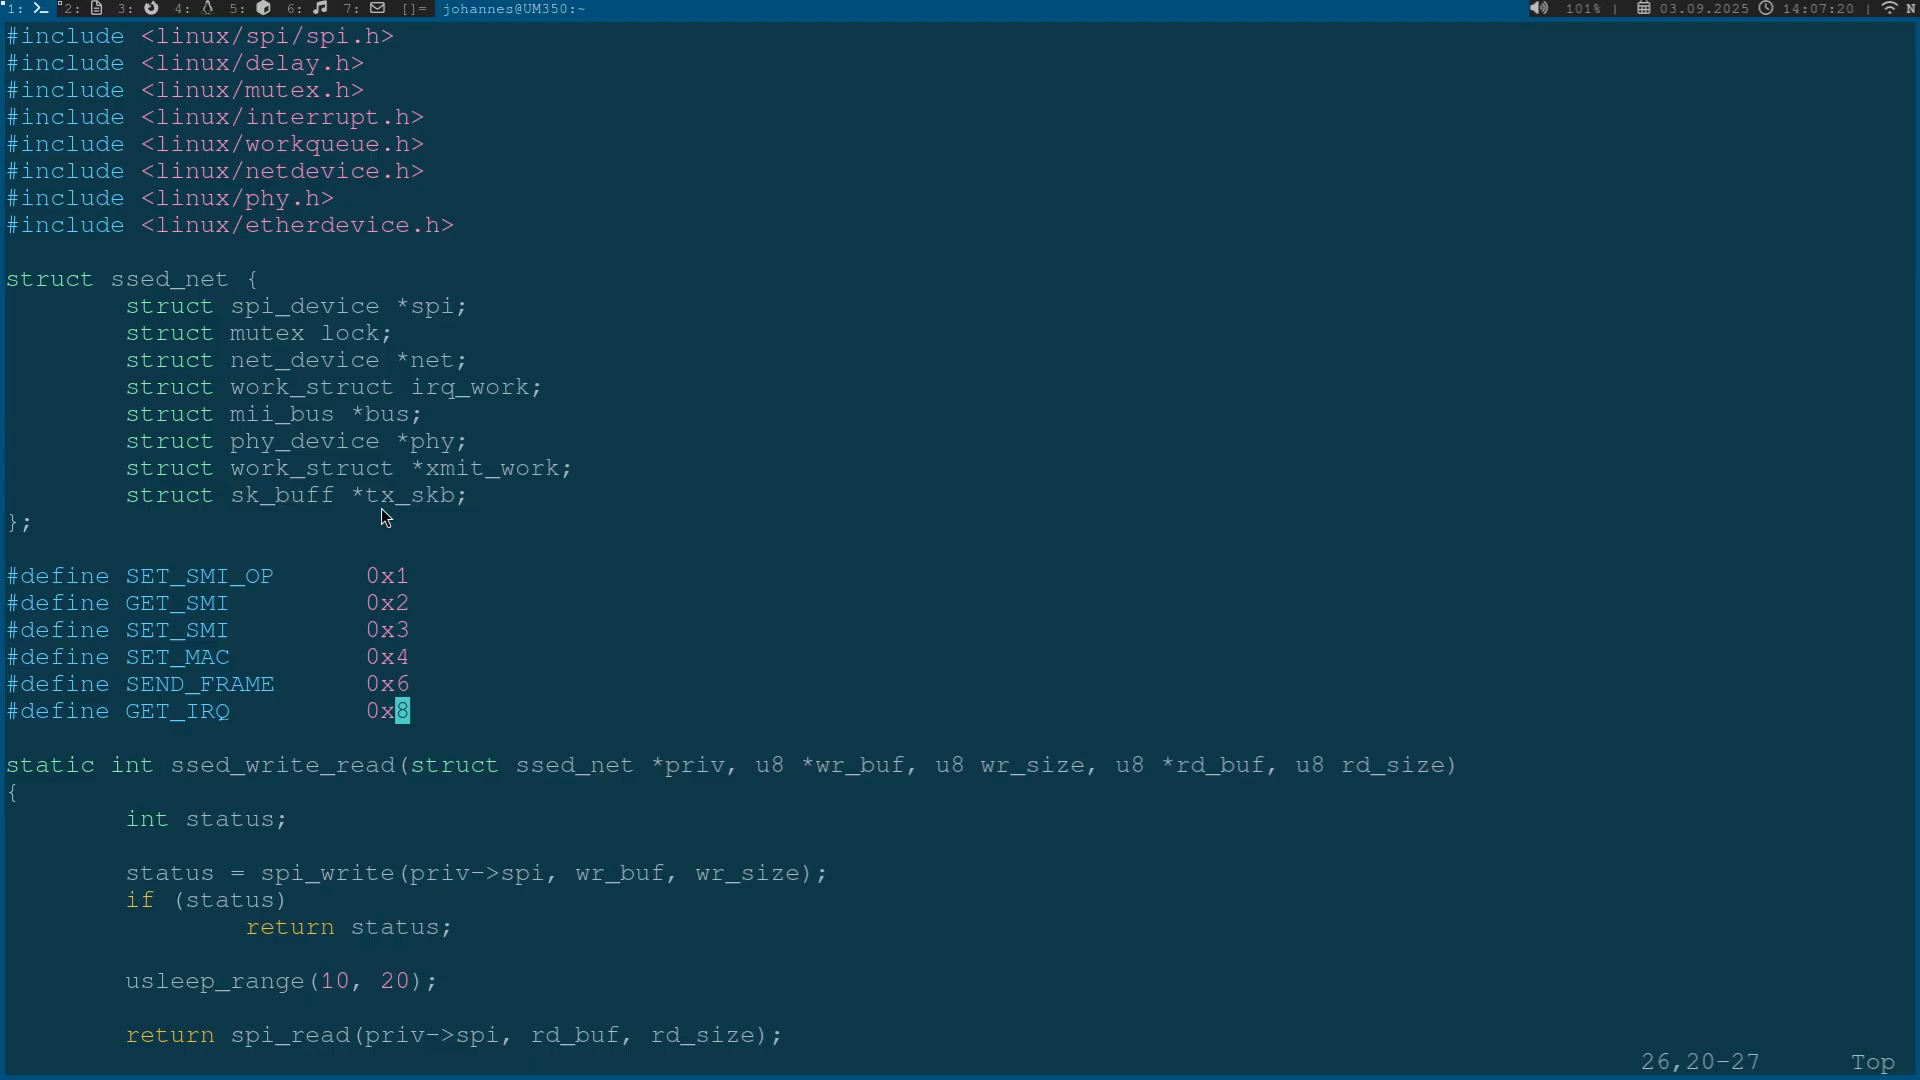 1: 2: 3: 4: 5: 6: 7: []= johannes@UM350:~ 101% | 03.09.2025 14:07:20 | N
#include <linux/spi/spi.h>
#include <linux/delay.h>
#include <linux/mutex.h>
#include <linux/interrupt.h>
#include <linux/workqueue.h>
#include <linux/netdevice.h>
#include <linux/phy.h>
#include <linux/etherdevice.h>
struct ssed_net {
        struct spi_device *spi;
        struct mutex lock;
        struct net_device *net;
        struct work_struct irq_work;
        struct mii_bus *bus;
        struct phy_device *phy;
        struct work_struct *xmit_work;
        struct sk_buff *tx_skb;
};
#define SET_SMI_OP      0x1
#define GET_SMI         0x2
#define SET_SMI         0x3
#define SET_MAC         0x4
#define SEND_FRAME      0x6
#define GET_IRQ         0x8
static int ssed_write_read(struct ssed_net *priv, u8 *wr_buf, u8 wr_size, u8 *rd_buf, u8 rd_size)
{
        int status;
        status = spi_write(priv->spi, wr_buf, wr_size);
        if (status)
                return status;
        usleep_range(10, 20);
        return spi_read(priv->spi, rd_buf, rd_size);
26,20-27 Top